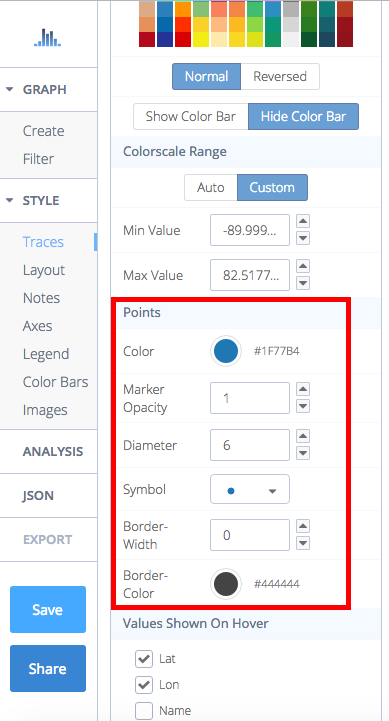 GRAPH
Create
Filter
STYLE
Traces
Layout
Notes
Axes
Legend
Color Bars
Images
ANALYSIS
JSON
EXPORT
Save
Share
Normal Reversed
Show Color Bar Hide Color Bar
Colorscale Range
Auto Custom
Min Value -89.999...
Max Value 82.5177...
Points
Color #1F77B4
Marker
Opacity 1
Diameter 6
Symbol
Border-
Width 0
Border-
Color #444444
Values Shown On Hover
Lat
Lon
Name